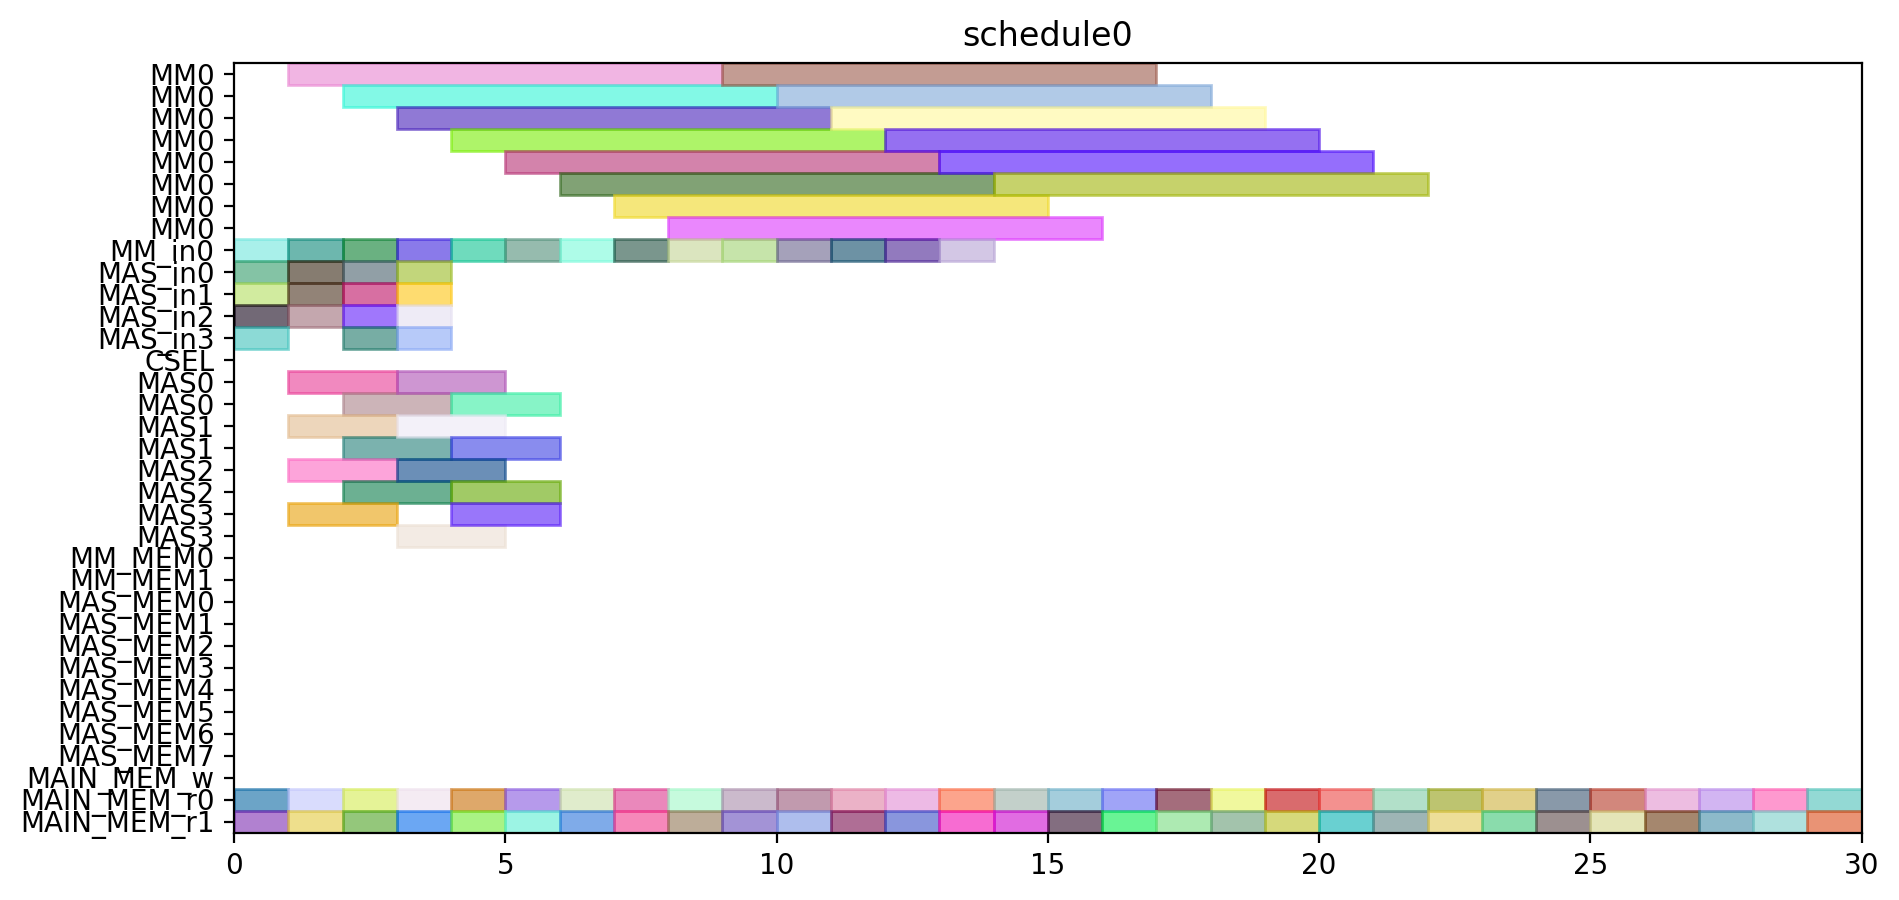 schedule0
MM0
MM0
MM0
MM0
MM0
MM0
MM0
MM0
MM_in0
MAS_in0
MAS_in1
MAS_in2
MAS_in3
CSEL
MAS0
MAS0
MAS1
MAS1
MAS2
MAS2
MAS3
MAS3
MM_MEM0
MM_MEM1
MAS_MEM0
MAS_MEM1
MAS_MEM2
MAS_MEM3
MAS_MEM4
MAS_MEM5
MAS_MEM6
MAS_MEM7
MAIN_MEM_w
MAIN_MEM_r0
MAIN_MEM_r1
0 5 10 15 20 25 30